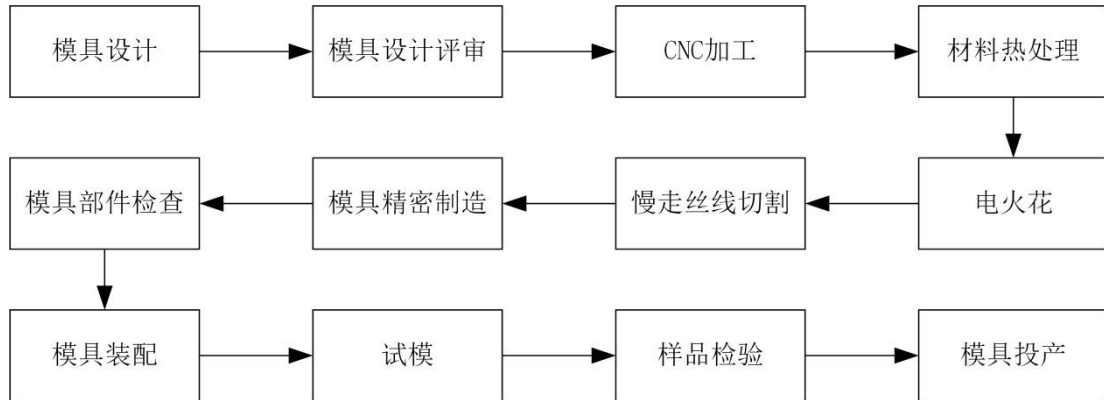 模具设计
模具设计评审
CNC加工
材料热处理
电火花
慢走丝线切割
模具精密制造
模具部件检查
模具装配
试模
样品检验
模具投产